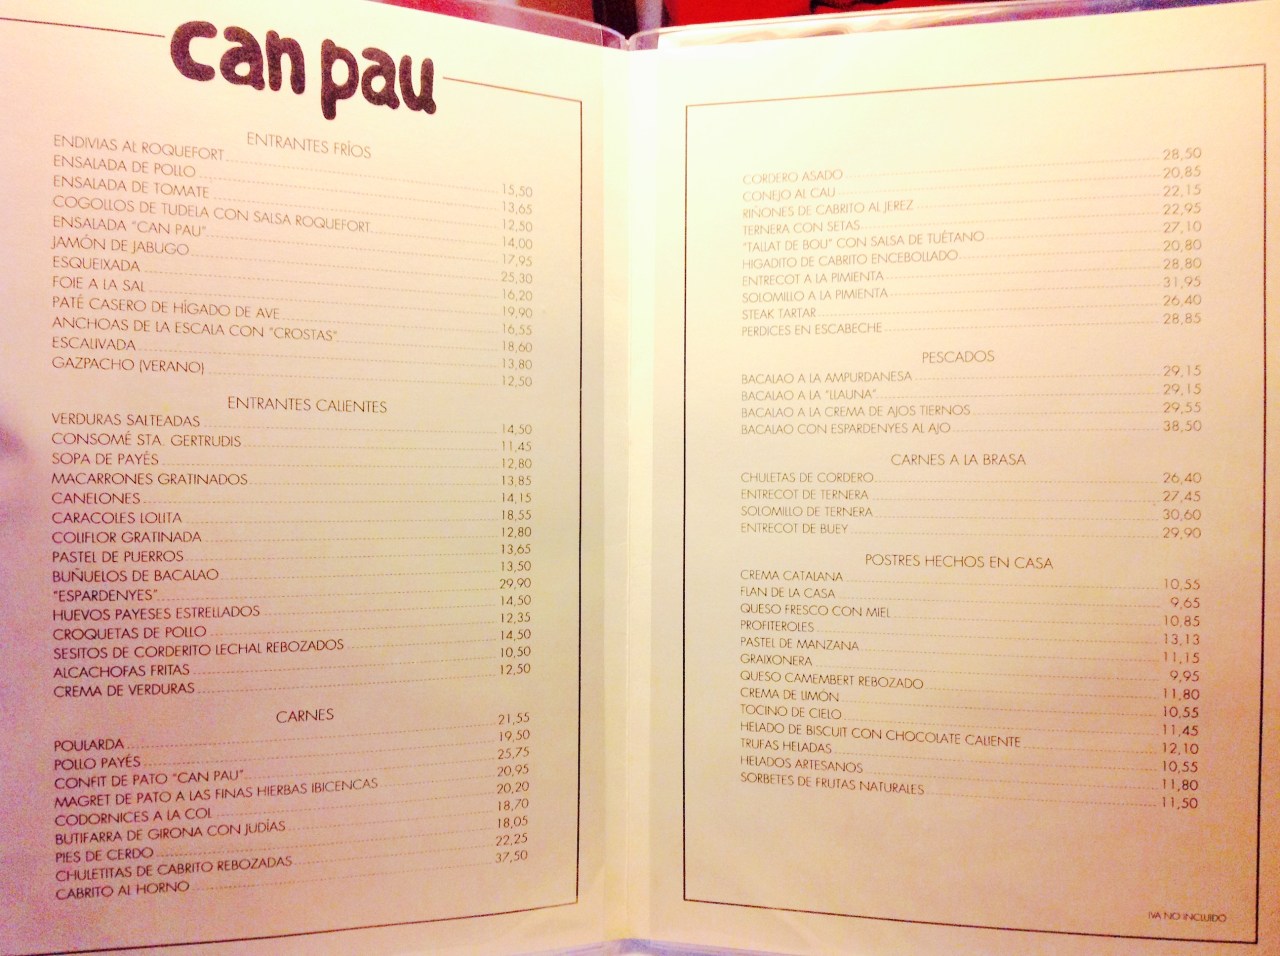 can pau
ENTRANTES FRÍOS
ENDIVIAS AL ROQUEFORT 15,50
ENSALADA DE POLLO 13,65
ENSALADA DE TOMATE 12,50
COGOLLOS DE TUDELA CON SALSA ROQUEFORT 14,00
ENSALADA "CAN PAU" 17,95
JAMÓN DE JABUGO 25,30
ESQUEIXADA 16,20
FOIE A LA SAL 19,90
PATÉ CASERO DE HÍGADO DE AVE 16,55
ANCHOAS DE LA ESCALA CON "CROSTAS" 18,60
ESCALIVADA 13,80
GAZPACHO (VERANO) 12,50
ENTRANTES CALIENTES
VERDURAS SALTEADAS 14,50
CONSOMÉ STA. GERTRUDIS 11,45
SOPA DE PAYÉS 12,80
MACARRONES GRATINADOS 13,85
CANELONES 14,15
CARACOLES LOLITA 18,55
COLIFLOR GRATINADA 12,80
PASTEL DE PUERROS 13,65
BUÑUELOS DE BACALAO 13,50
"ESPARDENYES" 29,90
HUEVOS PAYESES ESTRELLADOS 14,50
CROQUETAS DE POLLO 12,35
SESITOS DE CORDERITO LECHAL REBOZADOS 14,50
ALCACHOFAS FRITAS 10,50
CREMA DE VERDURAS 12,50
CARNES
POULARDA 21,55
POLLO PAYÉS 19,50
CONFIT DE PATO "CAN PAU" 25,75
MAGRET DE PATO A LAS FINAS HIERBAS IBICENCAS 20,95
CODORNICES A LA COL 20,20
BUTIFARRA DE GIRONA CON JUDÍAS 18,70
PIES DE CERDO 18,05
CHULETITAS DE CABRITO REBOZADAS 22,25
CABRITO AL HORNO 37,50
CORDERO ASADO 28,50
CONEJO AL CAU 20,85
RIÑONES DE CABRITO AL JEREZ 22,15
TERNERA CON SETAS 22,95
"TALLAT DE BOU" CON SALSA DE TUÉTANO 27,10
HIGADITO DE CABRITO ENCEBOLLADO 20,80
ENTRECOT A LA PIMIENTA 28,80
SOLOMILLO A LA PIMIENTA 31,95
STEAK TARTAR 26,40
PERDICES EN ESCABECHE 28,85
PESCADOS
BACALAO A LA AMPURDANESA 29,15
BACALAO A LA "LLAUNA" 29,15
BACALAO A LA CREMA DE AJOS TIERNOS 29,55
BACALAO CON ESPARDENYES AL AJO 38,50
CARNES A LA BRASA
CHULETAS DE CORDERO 26,40
ENTRECOT DE TERNERA 27,45
SOLOMILLO DE TERNERA 30,60
ENTRECOT DE BUEY 29,90
POSTRES HECHOS EN CASA
CREMA CATALANA 10,55
FLAN DE LA CASA 9,65
QUESO FRESCO CON MIEL 10,85
PROFITEROLES 13,13
PASTEL DE MANZANA 11,15
GRAIXONERA 9,95
QUESO CAMEMBERT REBOZADO 11,80
CREMA DE LIMÓN 10,55
TOCINO DE CIELO 11,45
HELADO DE BISCUIT CON CHOCOLATE CALIENTE 12,10
TRUFAS HELADAS 10,55
HELADOS ARTESANOS 11,80
SORBETES DE FRUTAS NATURALES 11,50
IVA NO INCLUIDO